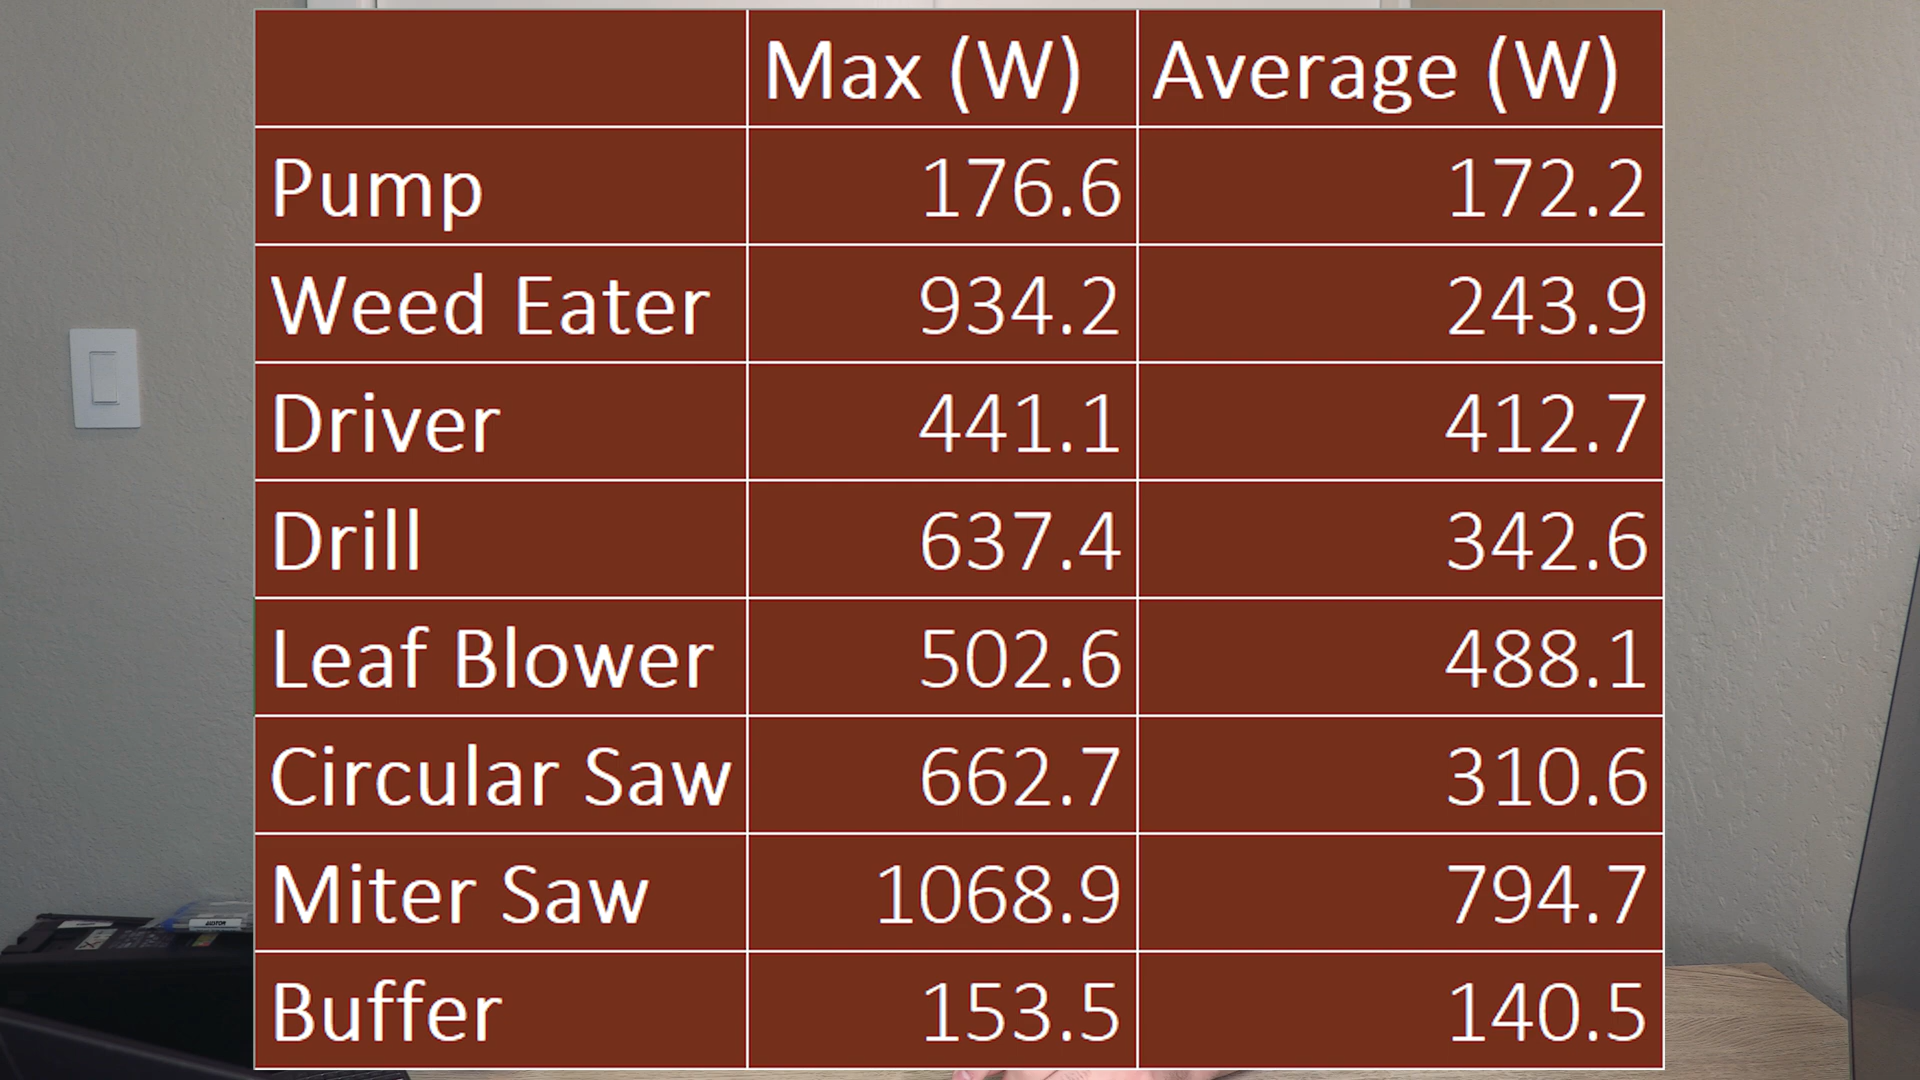 Max (W) Average (W)
Pump 176.6 172.2
Weed Eater 934.2 243.9
Driver 441.1 412.7
Drill 637.4 342.6
Leaf Blower 502.6 488.1
Circular Saw 662.7 310.6
Miter Saw 1068.9 794.7
Buffer 153.5 140.5